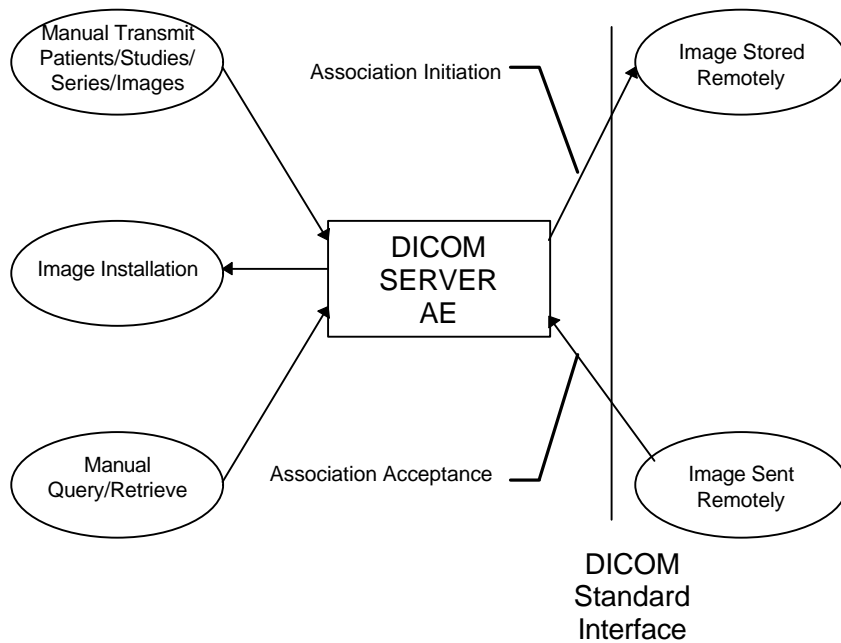 Manual Transmit
Patients/Studies/
Series/Images
Association Initiation
Image Stored
Remotely
Image Installation
DICOM
SERVER
AE
Manual
Query/Retrieve
Association Acceptance
Image Sent
Remotely
DICOM
Standard
Interface